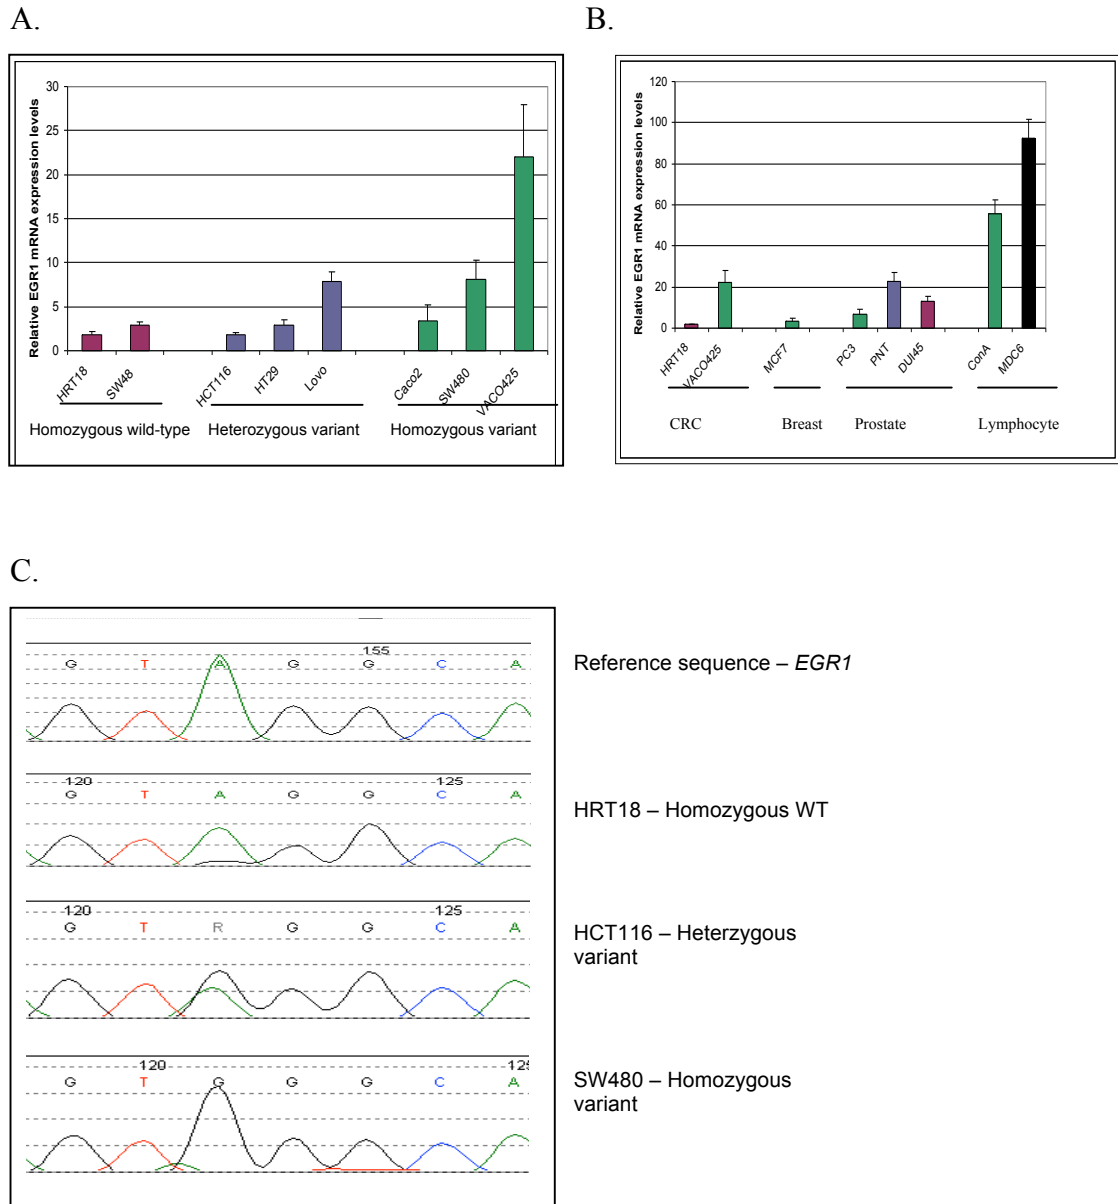 A.
B.
Relative EGR1 mRNA expression levels
30
25
20
15
10
5
0
HRT18
SW48
HCT116
HT29
Lovo
Caco2
SW480
VACO425
Homozygous wild-type
Heterozygous variant
Homozygous variant
Relative EGR1 mRNA expression levels
120
100
80
60
40
20
0
HRT18
VACO425
MCF7
PC3
PNT
DUI45
ConA
MDC6
CRC
Breast
Prostate
Lymphocyte
C.
155
G T A G G C A
Reference sequence – EGR1
120 125
G T A G G C A
HRT18 – Homozygous WT
120 125
G T R G G C A
HCT116 – Heterzygous
variant
120 125
G T G G G C A
SW480 – Homozygous
variant